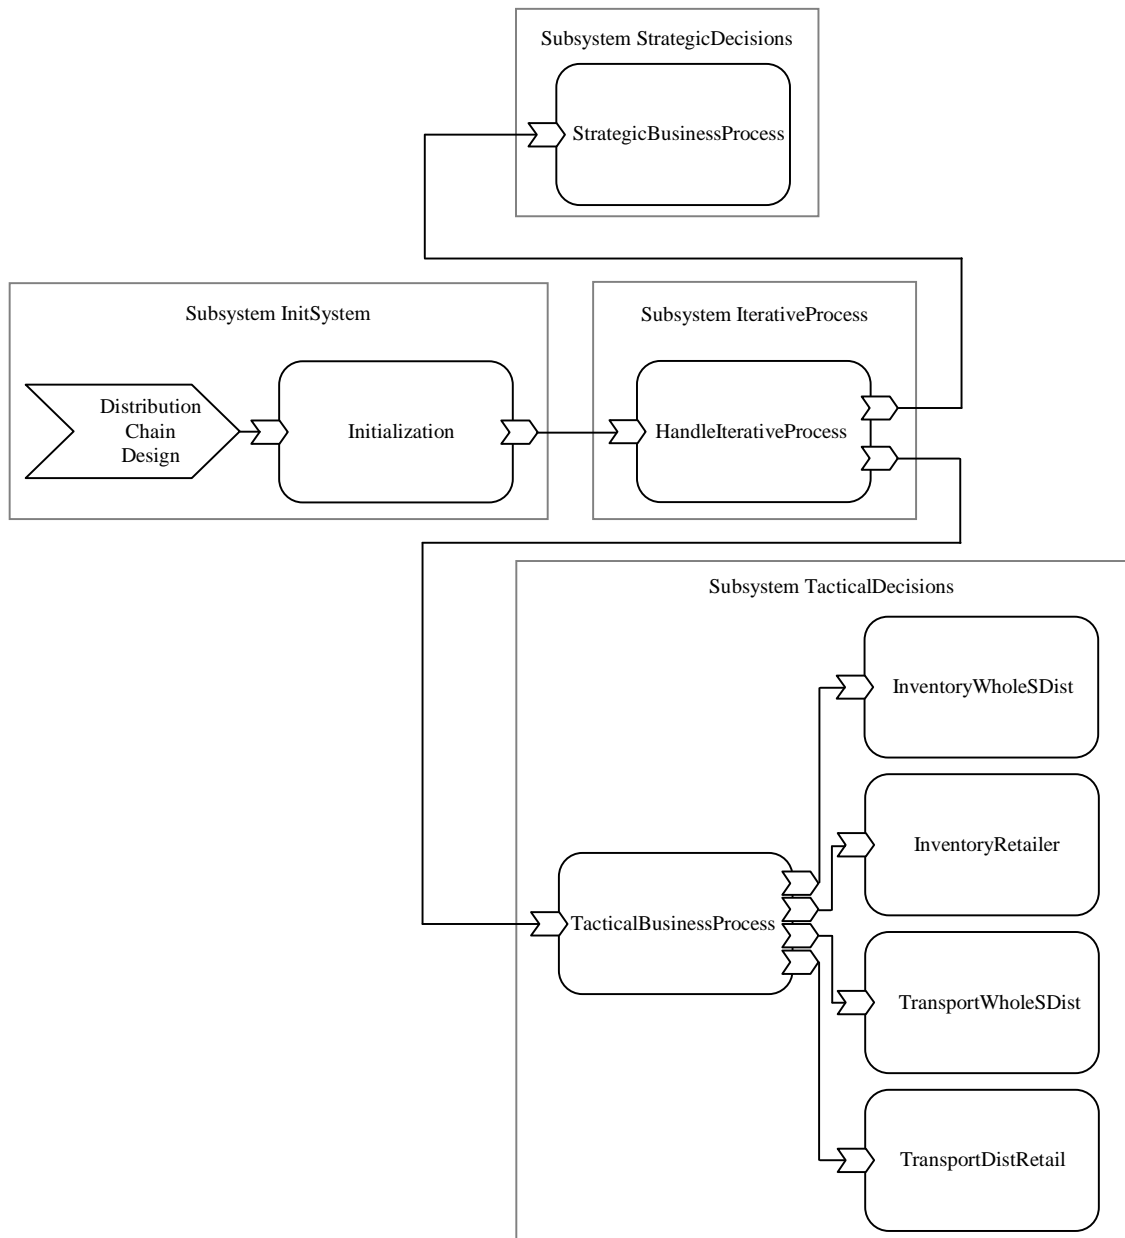 Subsystem StrategicDecisions
StrategicBusinessProcess
Subsystem InitSystem
Distribution
Chain
Design
Initialization
Subsystem IterativeProcess
HandleIterativeProcess
Subsystem TacticalDecisions
TacticalBusinessProcess
InventoryWholeSDist
InventoryRetailer
TransportWholeSDist
TransportDistRetail